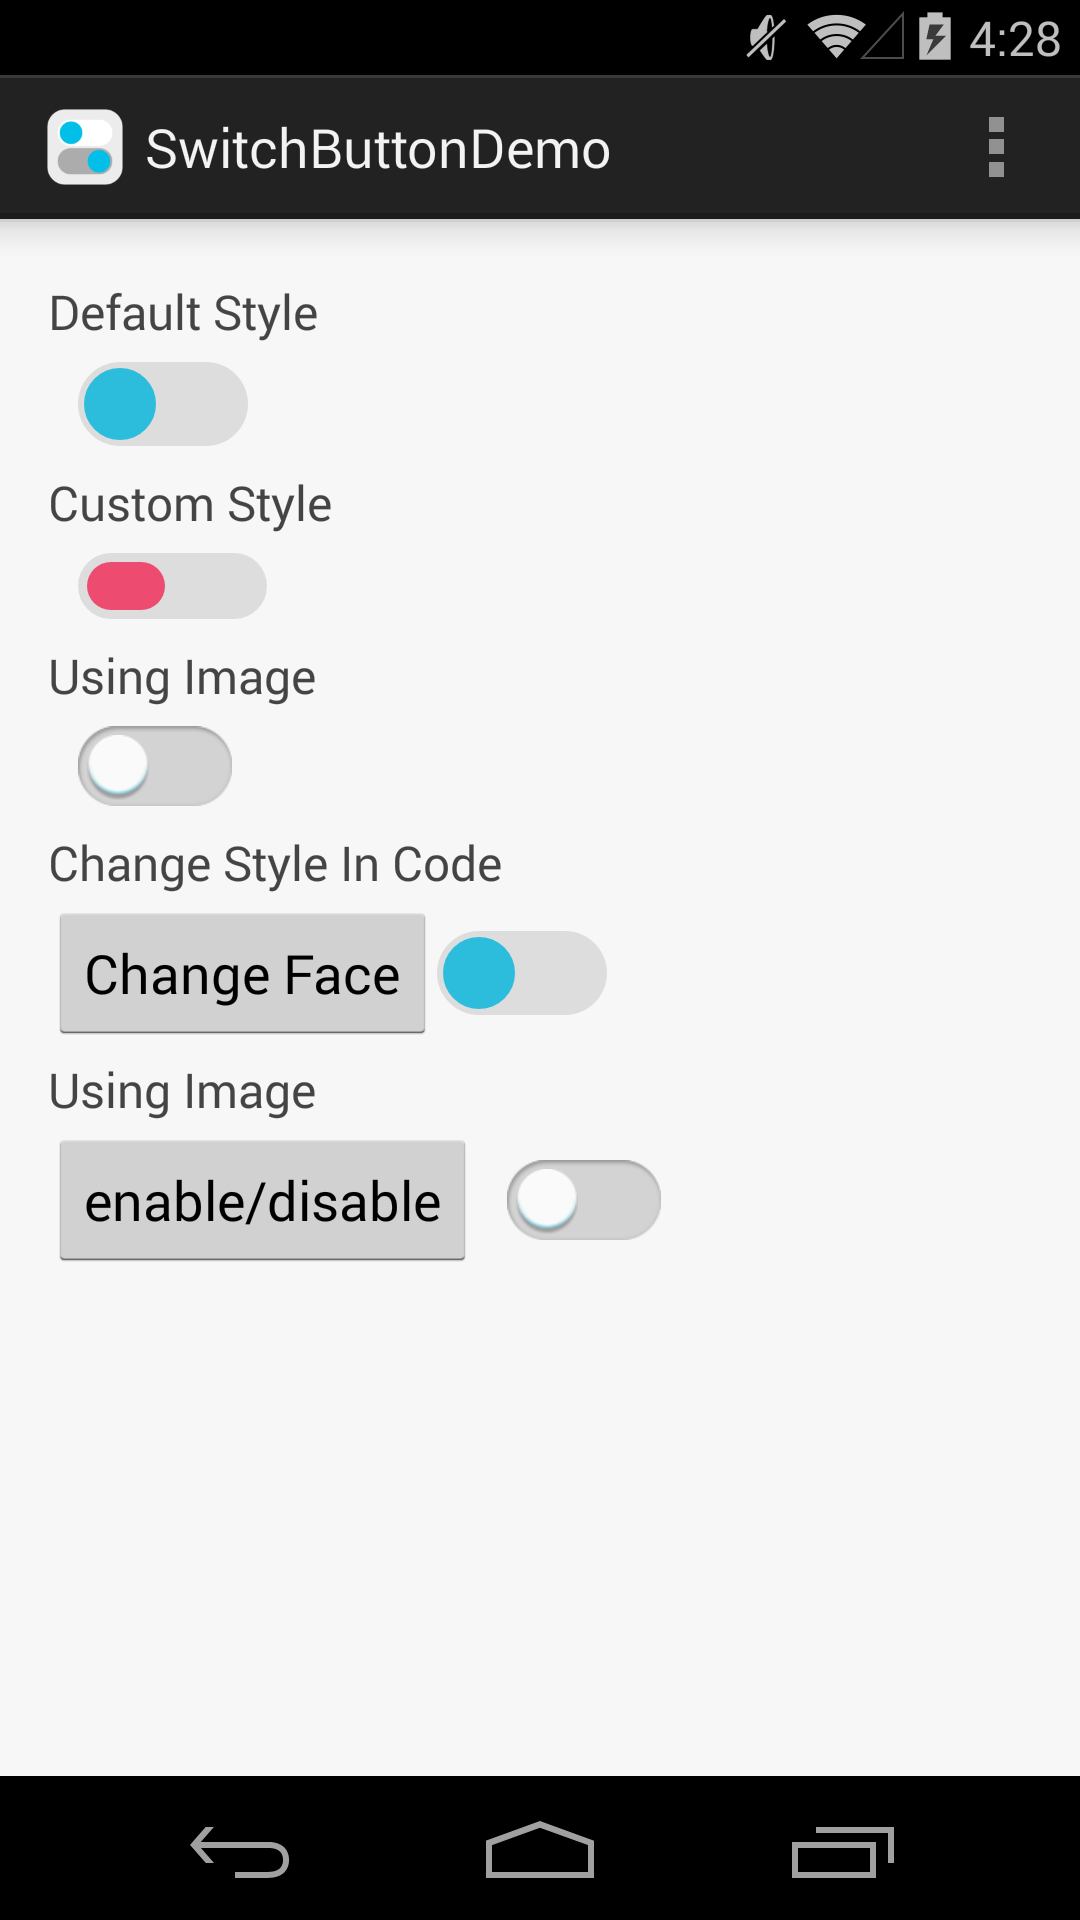 4:28
SwitchButtonDemo
Default Style
Custom Style
Using Image
Change Style In Code
Change Face
Using Image
enable/disable